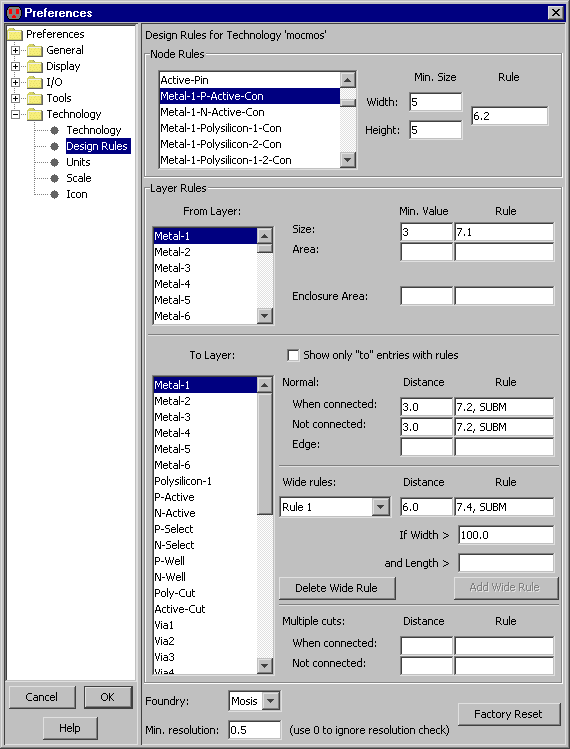 Preferences
Preferences
General
Display
I/O
Tools
Technology
Technology
Design Rules
Units
Scale
Icon
Cancel
OK
Help
Design Rules for Technology 'mocmos'
Node Rules
Active-Pin
Metal-1-P-Active-Con
Metal-1-N-Active-Con
Metal-1-Polysilicon-1-Con
Metal-1-Polysilicon-2-Con
Metal-1-Polysilicon-1-2-Con
Min. Size Rule
Width: 5
6.2
Height: 5
Layer Rules
From Layer:
Metal-1
Metal-2
Metal-3
Metal-4
Metal-5
Metal-6
Min. Value Rule
Size: 3 7.1
Area:
Enclosure Area:
To Layer:
Show only "to" entries with rules
Metal-1
Metal-2
Metal-3
Metal-4
Metal-5
Metal-6
Polysilicon-1
P-Active
N-Active
P-Select
N-Select
P-Well
N-Well
Poly-Cut
Active-Cut
Via1
Via2
Via3
Via4
Normal: Distance Rule
When connected: 3.0 7.2, SUBM
Not connected: 3.0 7.2, SUBM
Edge:
Wide rules: Distance Rule
Rule 1 6.0 7.4, SUBM
If Width > 100.0
and Length >
Delete Wide Rule Add Wide Rule
Multiple cuts: Distance Rule
When connected:
Not connected:
Foundry: Mosis
Min. resolution: 0.5 (use 0 to ignore resolution check)
Factory Reset